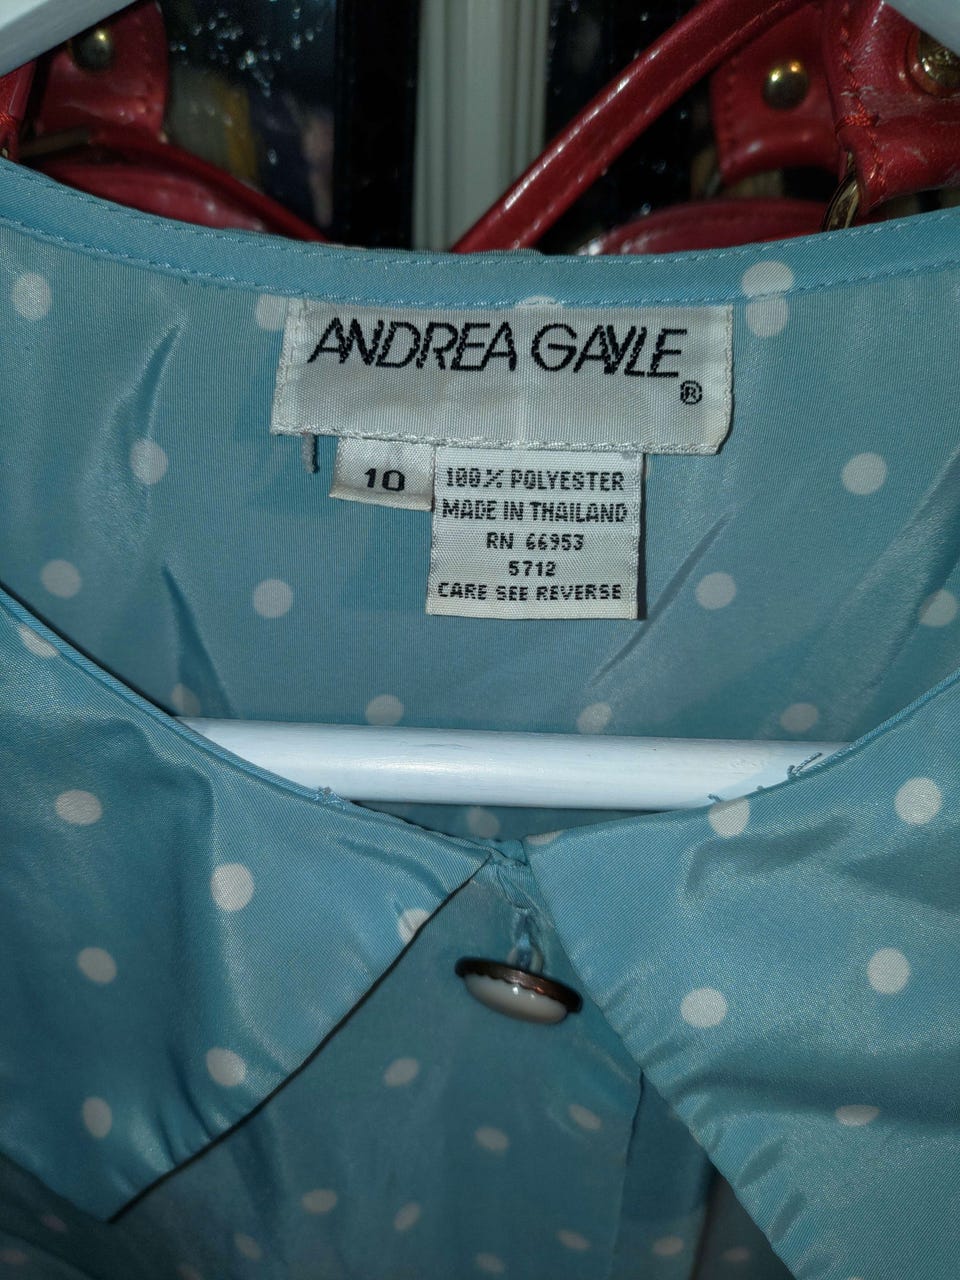 ANDREA GAYLE
®
10
100% POLYESTER
MADE IN THAILAND
RN 66953
5712
CARE SEE REVERSE